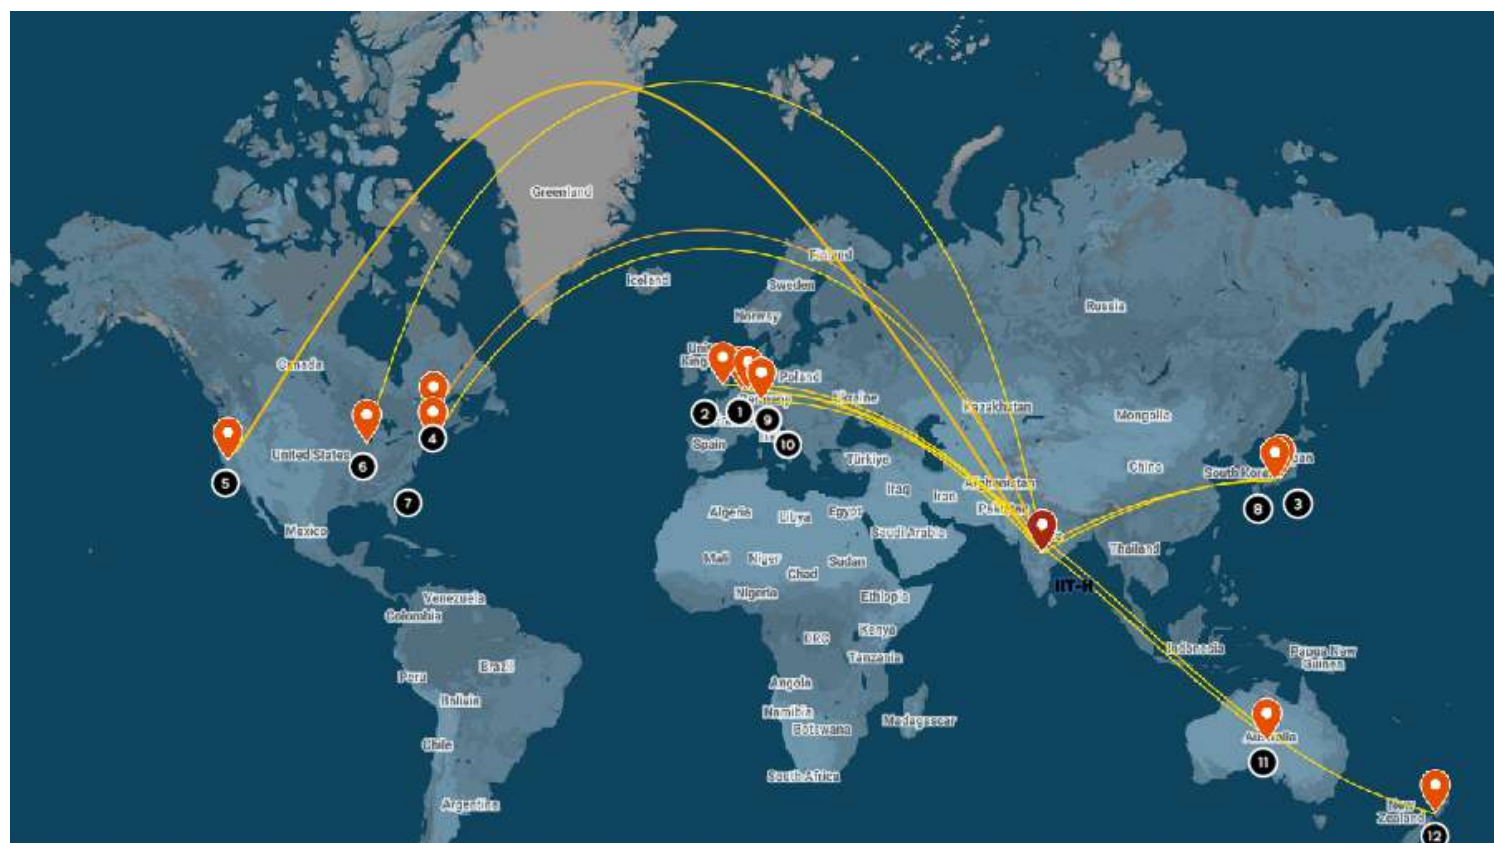 Greenland
Finland
Iceland
Sweden
Russia
Norway
Canada
Poland
Ukraine
Kazakhstan
Mongolia
2
1
9
4
10
Spain
United States
Türkiye
China
South Korea
6
5
Iraq
Iran
Afghanistan
7
8
3
Algeria
Libya
Egypt
Mexico
Saudi Arabia
Thailand
Mali
Niger
Chad
Sudan
IIT-H
Nigeria
Ethiopia
Venezuela
Colombia
DRC
Kenya
Indonesia
Papua New
Guinea
Tanzania
Brazil
Peru
Angola
Bolivia
Namibia
Botswana
Madagascar
Chile
11
South Africa
Argentina
New
Zealand
12